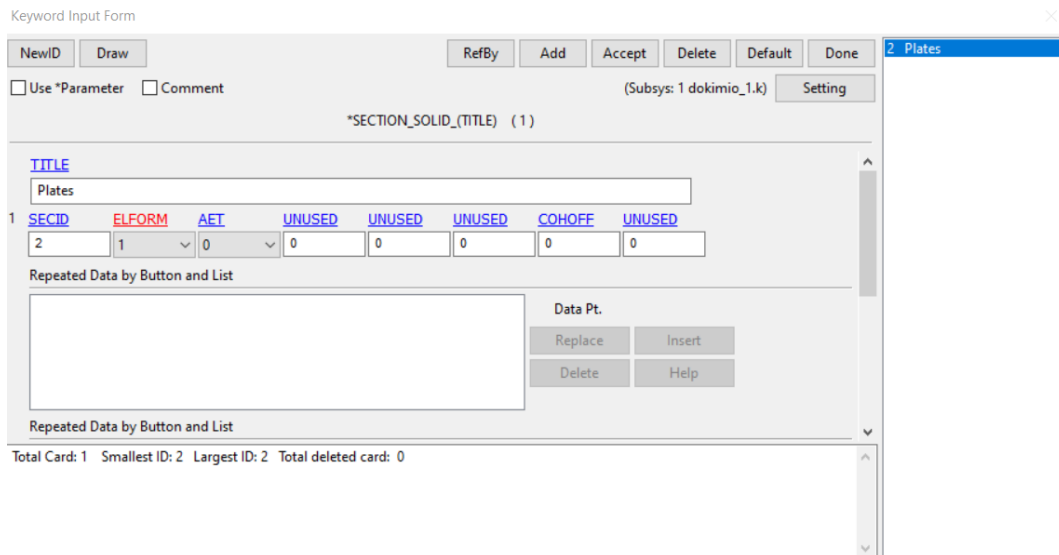 Keyword Input Form
NewID Draw RefBy Add Accept Delete Default Done
2 Plates
Use *Parameter Comment (Subsys: 1 dokimio_1.k) Setting
*SECTION_SOLID_(TITLE) (1)
TITLE
Plates
1 SECID ELFORM AET UNUSED UNUSED UNUSED COHOFF UNUSED
2 1 0 0 0 0 0 0
Repeated Data by Button and List
Data Pt.
Replace Insert
Delete Help
Repeated Data by Button and List
Total Card: 1 Smallest ID: 2 Largest ID: 2 Total deleted card: 0